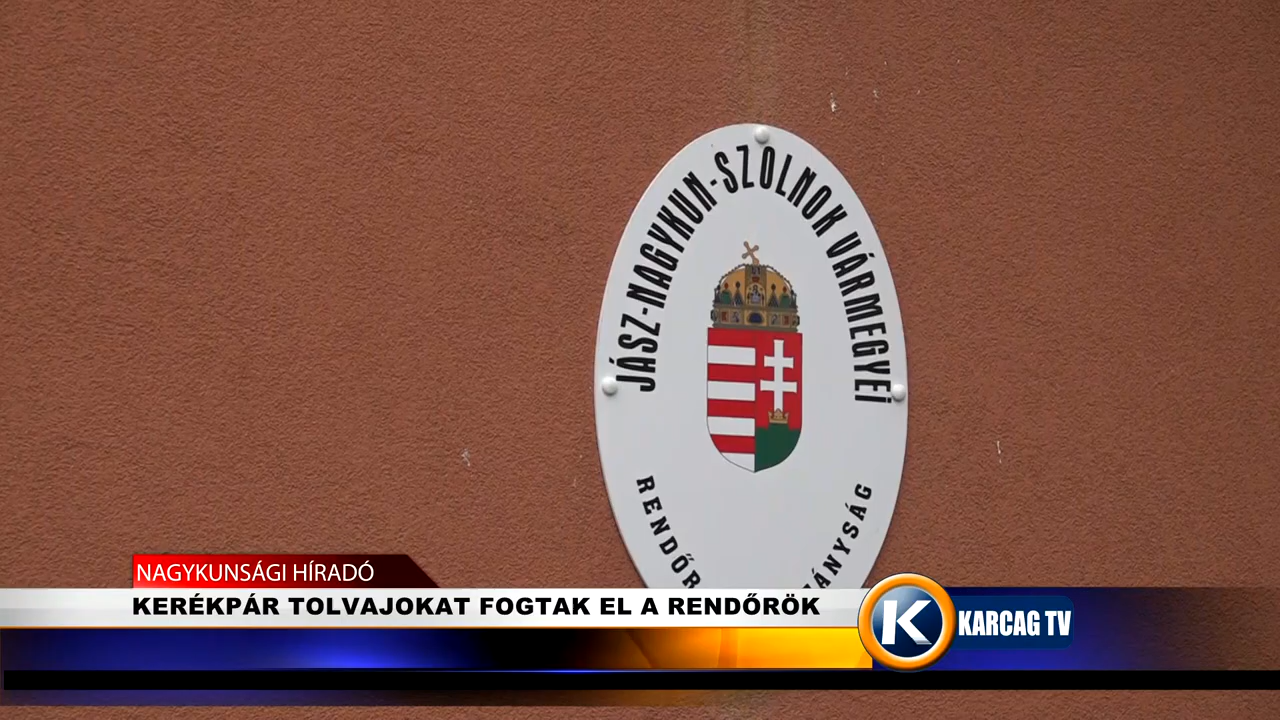 JÁSZ-NAGYKUN-SZOLNOK VÁRMEGYEI
NAGYKUNSÁGI HÍRADÓ
KERÉKPÁR TOLVAJOKAT FOGTAK EL A RENDŐRÖK
K
KARCAG TV